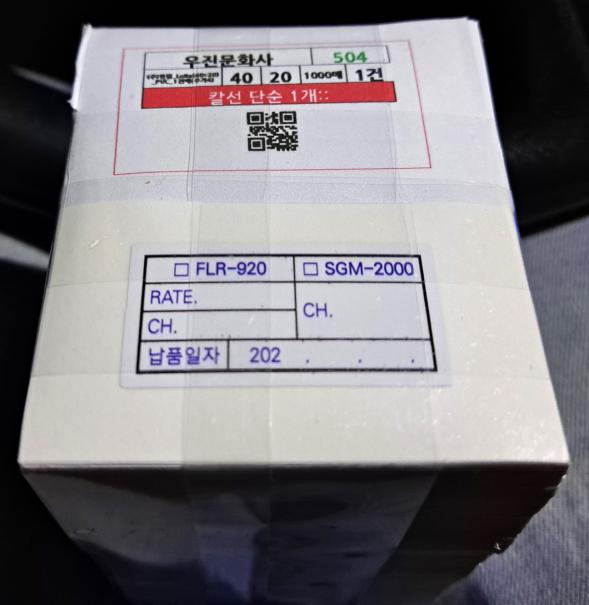 우진문화사 504
40 20 1000매 1건
칼선 단순 1개::
□ FLR-920 □ SGM-2000
RATE.
CH.
CH.
납품일자 202 . . .